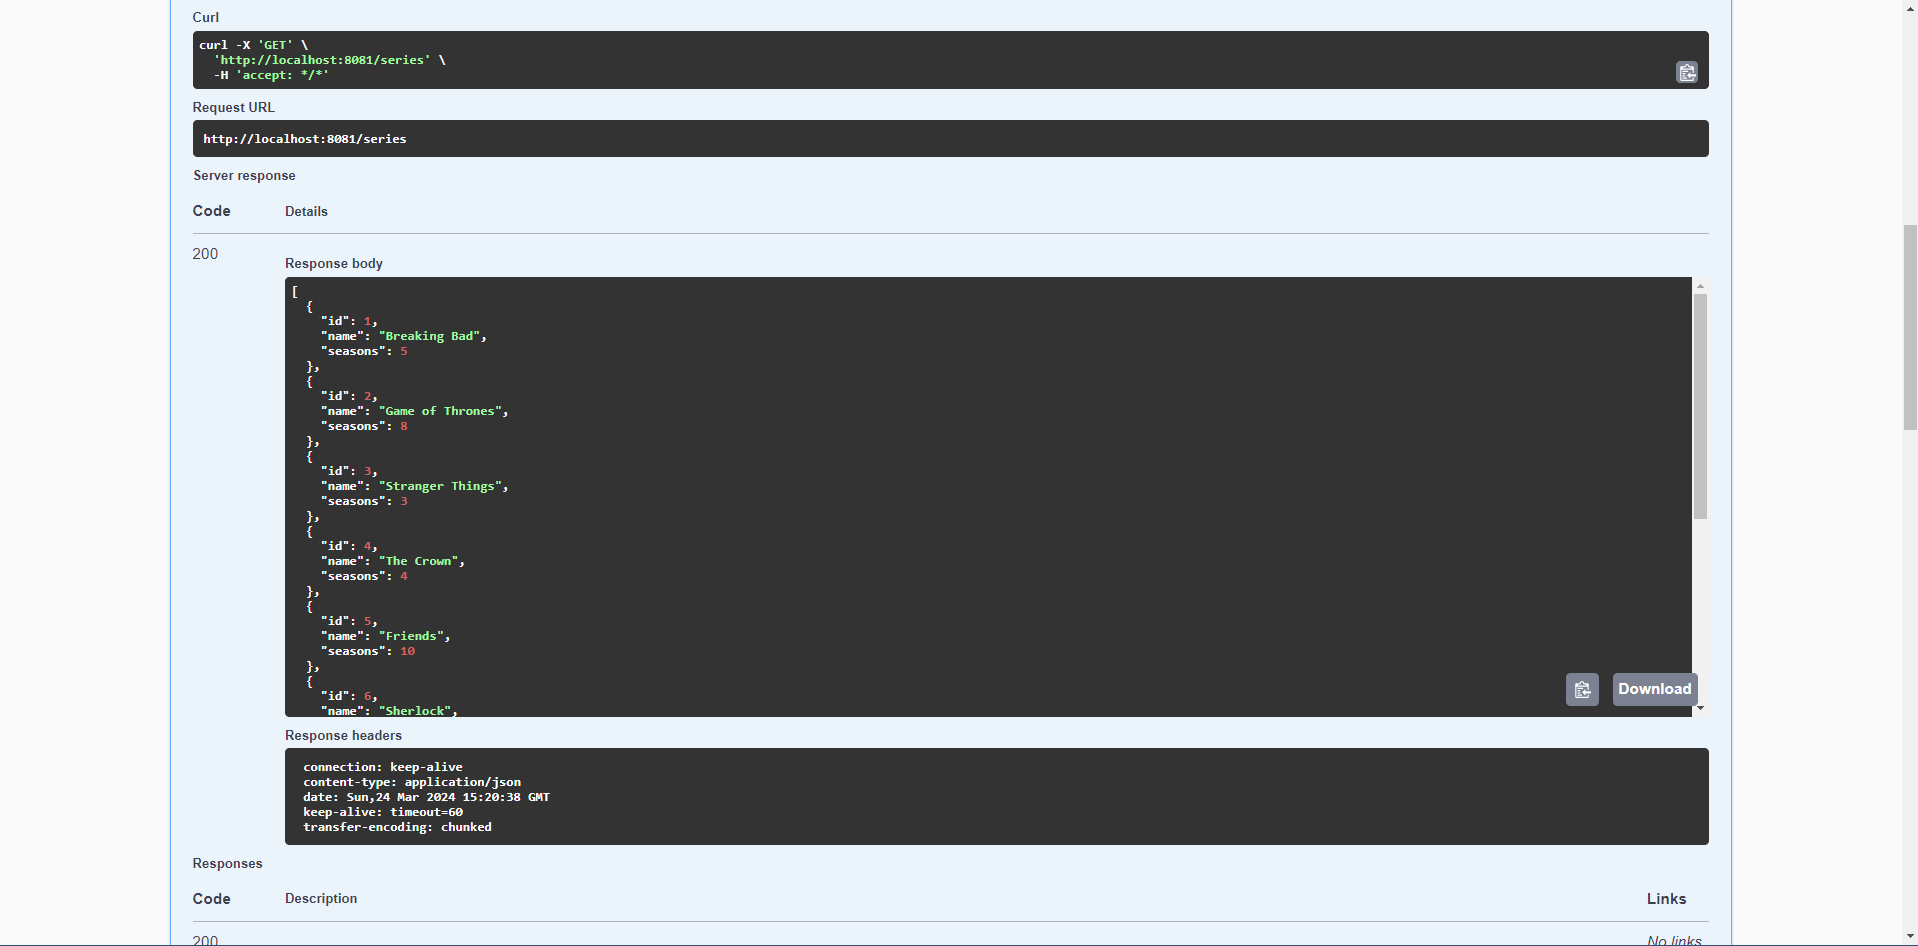 Curl
curl -X 'GET' \
  'http://localhost:8081/series' \
  -H 'accept: */*'
Request URL
http://localhost:8081/series
Server response
Code Details
200
Response body
[
  {
    "id": 1,
    "name": "Breaking Bad",
    "seasons": 5
  },
  {
    "id": 2,
    "name": "Game of Thrones",
    "seasons": 8
  },
  {
    "id": 3,
    "name": "Stranger Things",
    "seasons": 3
  },
  {
    "id": 4,
    "name": "The Crown",
    "seasons": 4
  },
  {
    "id": 5,
    "name": "Friends",
    "seasons": 10
  },
  {
    "id": 6,
    "name": "Sherlock",
Download
Response headers
connection: keep-alive
content-type: application/json
date: Sun,24 Mar 2024 15:20:38 GMT
keep-alive: timeout=60
transfer-encoding: chunked
Responses
Code Description Links
200 No links